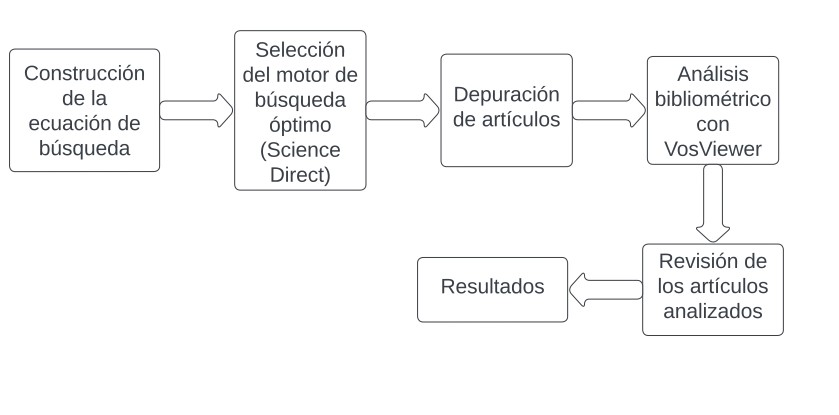 Construcción
de la
ecuación de
búsqueda
Selección
del motor de
búsqueda
óptimo
(Science
Direct)
Depuración
de artículos
Análisis
bibliométrico
con
VosViewer
Revisión de
los artículos
analizados
Resultados